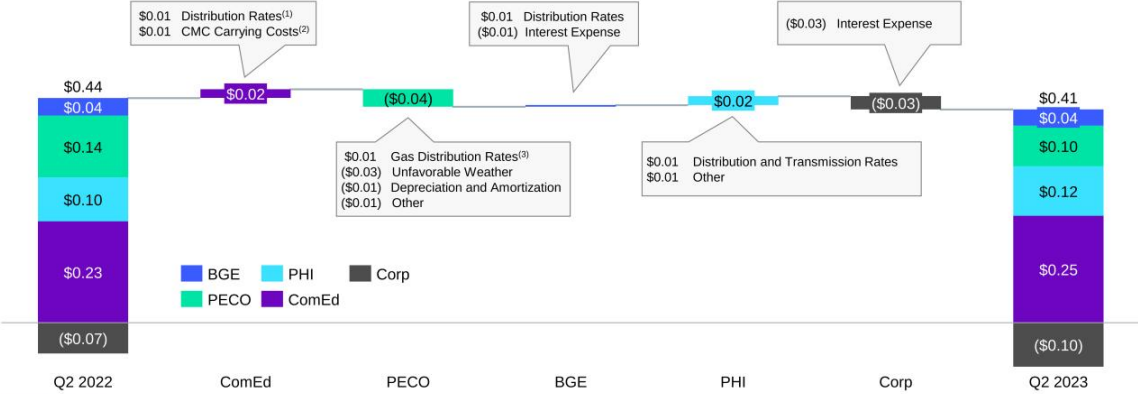 $0.01 Distribution Rates(1)
$0.01 CMC Carrying Costs(2)
$0.01 Distribution Rates
($0.01) Interest Expense
($0.03) Interest Expense
$0.44
$0.04
$0.14
$0.10
$0.23
($0.07)
$0.02
($0.04)
$0.02
($0.03)
$0.41
$0.04
$0.10
$0.12
$0.25
($0.10)
$0.01 Gas Distribution Rates(3)
($0.03) Unfavorable Weather
($0.01) Depreciation and Amortization
($0.01) Other
$0.01 Distribution and Transmission Rates
$0.01 Other
BGE PHI Corp
PECO ComEd
Q2 2022 ComEd PECO BGE PHI Corp Q2 2023